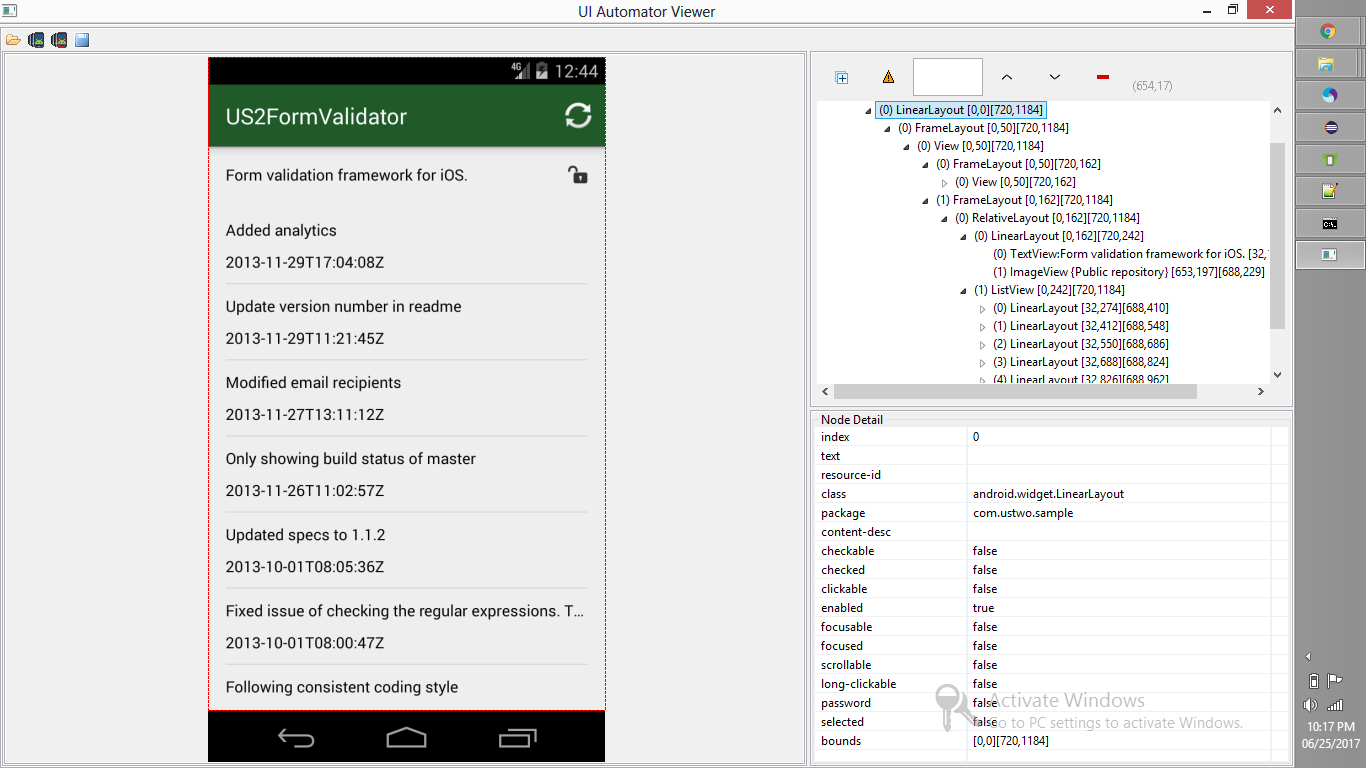 UI Automator Viewer
4G 12:44
US2FormValidator
Form validation framework for iOS.
Added analytics
2013-11-29T17:04:08Z
Update version number in readme
2013-11-29T11:21:45Z
Modified email recipients
2013-11-27T13:11:12Z
Only showing build status of master
2013-11-26T11:02:57Z
Updated specs to 1.1.2
2013-10-01T08:05:36Z
Fixed issue of checking the regular expressions. T...
2013-10-01T08:00:47Z
Following consistent coding style
(654,17)
(0) LinearLayout [0,0][720,1184]
(0) FrameLayout [0,50][720,1184]
(0) View [0,50][720,1184]
(0) FrameLayout [0,50][720,162]
(0) View [0,50][720,162]
(1) FrameLayout [0,162][720,1184]
(0) RelativeLayout [0,162][720,1184]
(0) LinearLayout [0,162][720,242]
(0) TextView:Form validation framework for iOS. [32,
(1) ImageView {Public repository} [653,197][688,229]
(1) ListView [0,242][720,1184]
(0) LinearLayout [32,274][688,410]
(1) LinearLayout [32,412][688,548]
(2) LinearLayout [32,550][688,686]
(3) LinearLayout [32,688][688,824]
(4) LinearLayout [32,826][688,962]
Node Detail
index 0
text
resource-id
class android.widget.LinearLayout
package com.ustwo.sample
content-desc
checkable false
checked false
clickable false
enabled true
focusable false
focused false
scrollable false
long-clickable false
password false
selected false
bounds [0,0][720,1184]
Activate Windows
Go to PC settings to activate Windows.
10:17 PM
06/25/2017